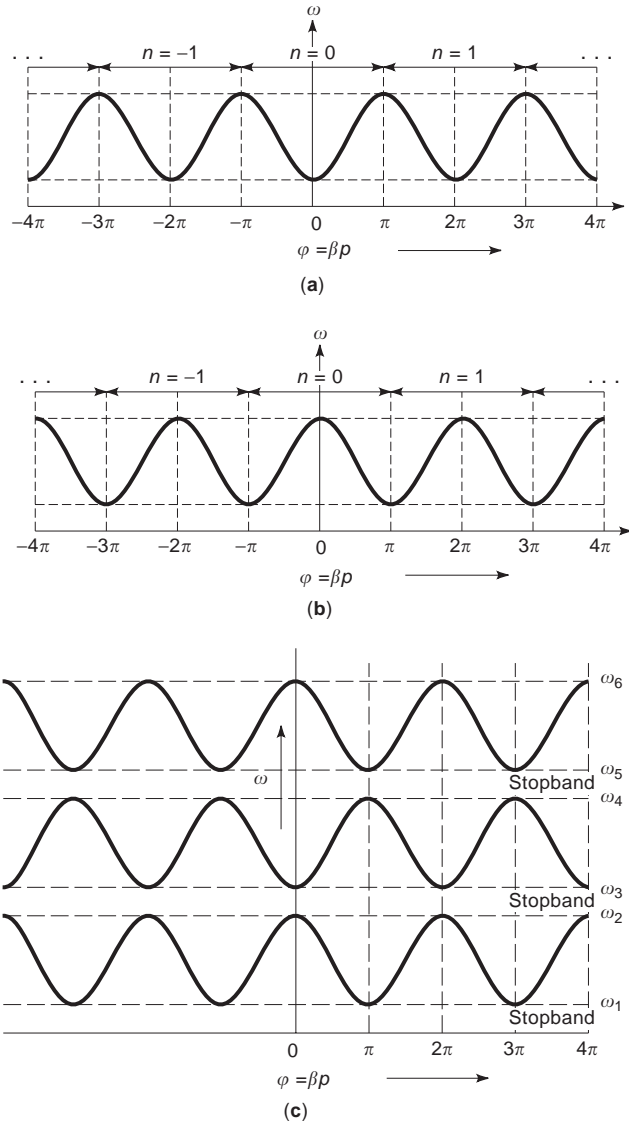 ω
. . . n = −1 n = 0 n = 1 . . .
−4π −3π −2π −π 0 π 2π 3π 4π
φ = βp
(a)
ω
. . . n = −1 n = 0 n = 1 . . .
−4π −3π −2π −π 0 π 2π 3π 4π
φ = βp
(b)
ω6
ω
ω5
Stopband
ω4
ω3
Stopband
ω2
ω1
Stopband
0 π 2π 3π 4π
φ = βp
(c)